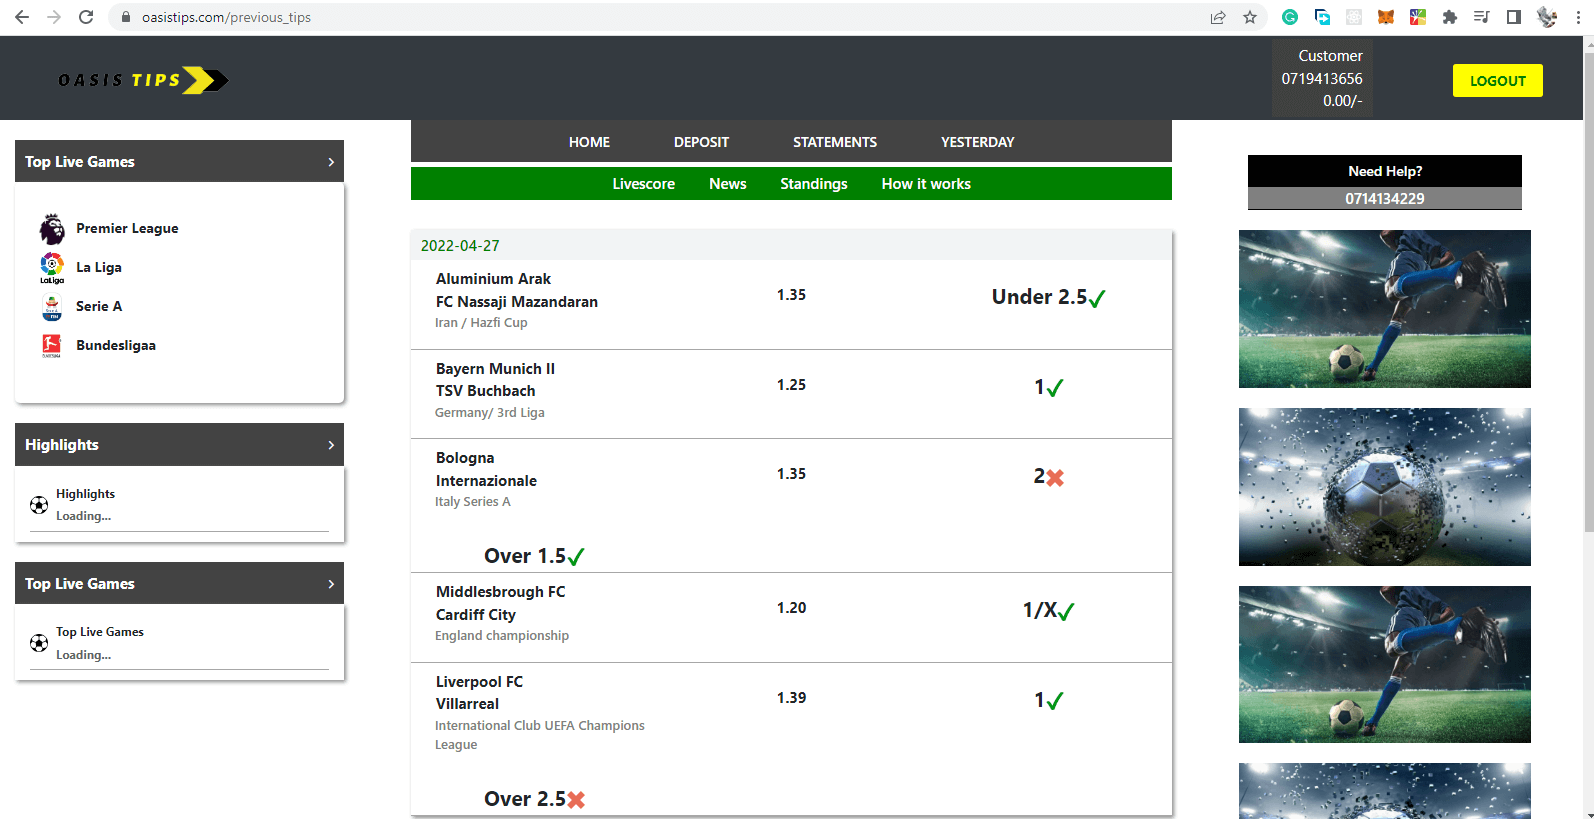 oasistips.com/previous_tips
OASIS TIPS
Customer
0719413656
0.00/-
LOGOUT
HOME DEPOSIT STATEMENTS YESTERDAY
Livescore News Standings How it works
Top Live Games
Premier League
La Liga
Serie A
Bundesligaa
Highlights
Highlights
Loading...
Top Live Games
Top Live Games
Loading...
2022-04-27
Aluminium Arak
FC Nassaji Mazandaran
Iran / Hazfi Cup
1.35
Under 2.5
Bayern Munich II
TSV Buchbach
Germany/ 3rd Liga
1.25
1
Bologna
Internazionale
Italy Series A
1.35
2
Over 1.5
Middlesbrough FC
Cardiff City
England championship
1.20
1/X
Liverpool FC
Villarreal
International Club UEFA Champions
League
1.39
1
Over 2.5
Need Help?
0714134229